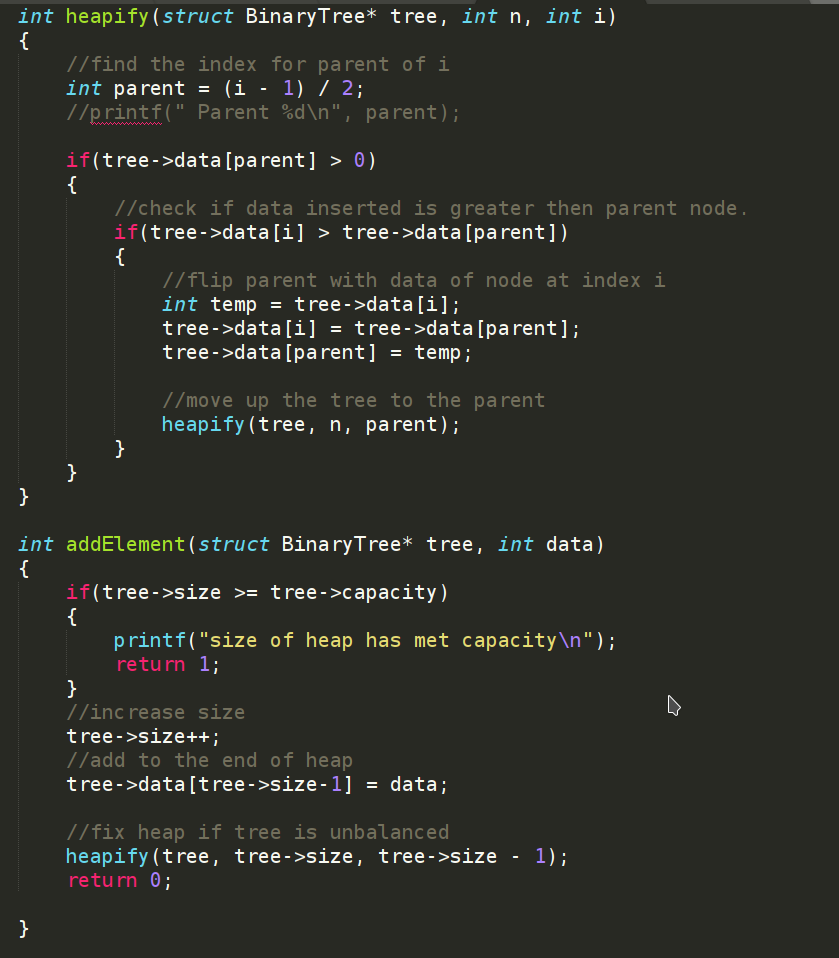 int heapify(struct BinaryTree* tree, int n, int i)
{
    //find the index for parent of i
    int parent = (i - 1) / 2;
    //printf(" Parent %d\n", parent);

    if(tree->data[parent] > 0)
    {
        //check if data inserted is greater then parent node.
        if(tree->data[i] > tree->data[parent])
        {
            //flip parent with data of node at index i
            int temp = tree->data[i];
            tree->data[i] = tree->data[parent];
            tree->data[parent] = temp;

            //move up the tree to the parent
            heapify(tree, n, parent);
        }
    }
}

int addElement(struct BinaryTree* tree, int data)
{
    if(tree->size >= tree->capacity)
    {
        printf("size of heap has met capacity\n");
        return 1;
    }
    //increase size
    tree->size++;
    //add to the end of heap
    tree->data[tree->size-1] = data;

    //fix heap if tree is unbalanced
    heapify(tree, tree->size, tree->size - 1);
    return 0;

}